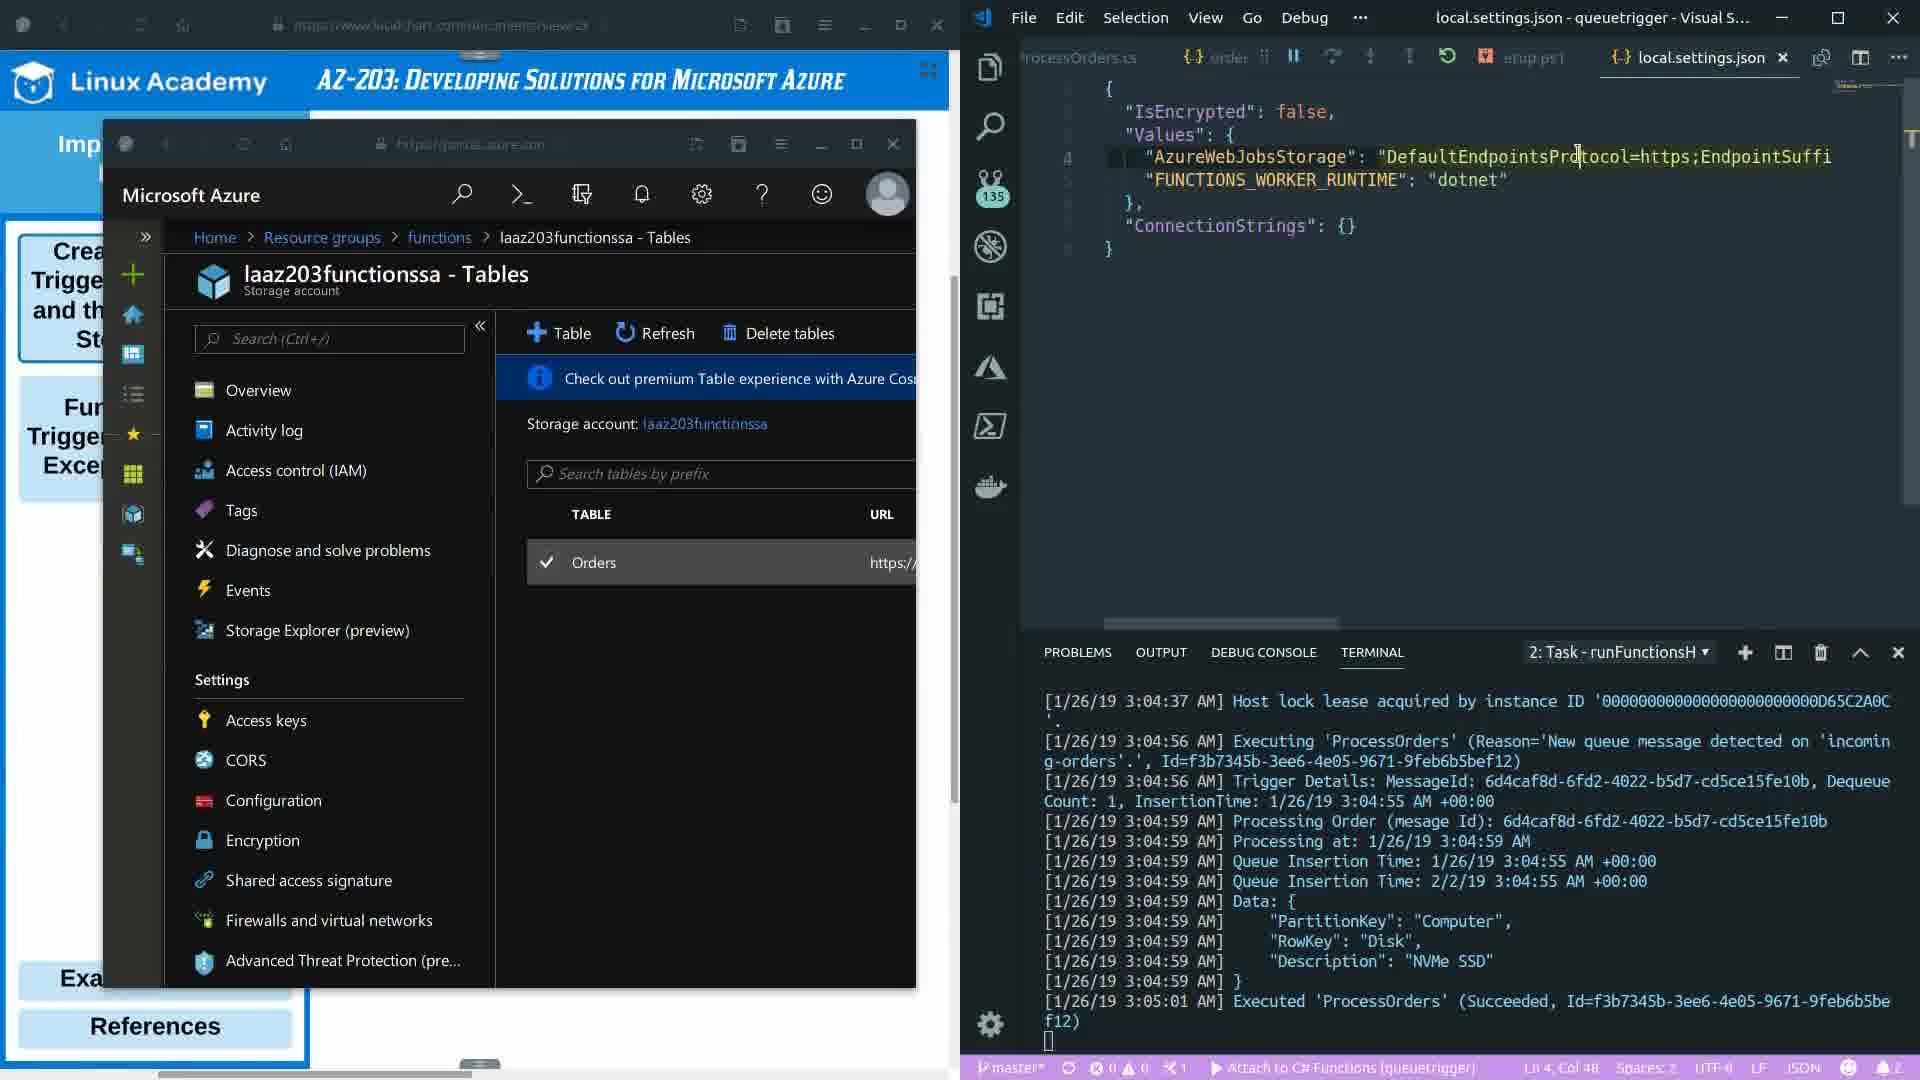 https://www.lucidchart.com/documents/view/2e
Linux Academy
AZ-203: Developing Solutions for Microsoft Azure
Imp
Crea
Trigge
and th
St
Fun
Trigger
Excep
Exa
References
https://portal.azure.com
Microsoft Azure
Home > Resource groups > functions > laaz203functionssa - Tables
laaz203functionssa - Tables
Storage account
Search (Ctrl+/)
Overview
Activity log
Access control (IAM)
Tags
Diagnose and solve problems
Events
Storage Explorer (preview)
Settings
Access keys
CORS
Configuration
Encryption
Shared access signature
Firewalls and virtual networks
Advanced Threat Protection (pre...
Table
Refresh
Delete tables
Check out premium Table experience with Azure Cos
Storage account: laaz203functionssa
Search tables by prefix
TABLE URL
Orders https://
File Edit Selection View Go Debug ... local.settings.json - queuetrigger - Visual S...
rocessOrders.cs {} order etup.ps1 {} local.settings.json
135
{
"IsEncrypted": false,
"Values": {
4 "AzureWebJobsStorage": "DefaultEndpointsProtocol=https;EndpointSuffi
"FUNCTIONS_WORKER_RUNTIME": "dotnet"
},
"ConnectionStrings": {}
}
PROBLEMS OUTPUT DEBUG CONSOLE TERMINAL 2: Task - runFunctionsH
[1/26/19 3:04:37 AM] Host lock lease acquired by instance ID '000000000000000000000000D65C2A0C
'.
[1/26/19 3:04:56 AM] Executing 'ProcessOrders' (Reason='New queue message detected on 'incomin
g-orders'.', Id=f3b7345b-3ee6-4e05-9671-9feb6b5bef12)
[1/26/19 3:04:56 AM] Trigger Details: MessageId: 6d4caf8d-6fd2-4022-b5d7-cd5ce15fe10b, Dequeue
Count: 1, InsertionTime: 1/26/19 3:04:55 AM +00:00
[1/26/19 3:04:59 AM] Processing Order (mesage Id): 6d4caf8d-6fd2-4022-b5d7-cd5ce15fe10b
[1/26/19 3:04:59 AM] Processing at: 1/26/19 3:04:59 AM
[1/26/19 3:04:59 AM] Queue Insertion Time: 1/26/19 3:04:55 AM +00:00
[1/26/19 3:04:59 AM] Queue Insertion Time: 2/2/19 3:04:55 AM +00:00
[1/26/19 3:04:59 AM] Data: {
[1/26/19 3:04:59 AM] "PartitionKey": "Computer",
[1/26/19 3:04:59 AM] "RowKey": "Disk",
[1/26/19 3:04:59 AM] "Description": "NVMe SSD"
[1/26/19 3:04:59 AM] }
[1/26/19 3:05:01 AM] Executed 'ProcessOrders' (Succeeded, Id=f3b7345b-3ee6-4e05-9671-9feb6b5be
f12)
master* 0 0 1 Attach to C# Functions (queuetrigger) Ln 4, Col 48 Spaces: 2 UTF-8 LF JSON 2